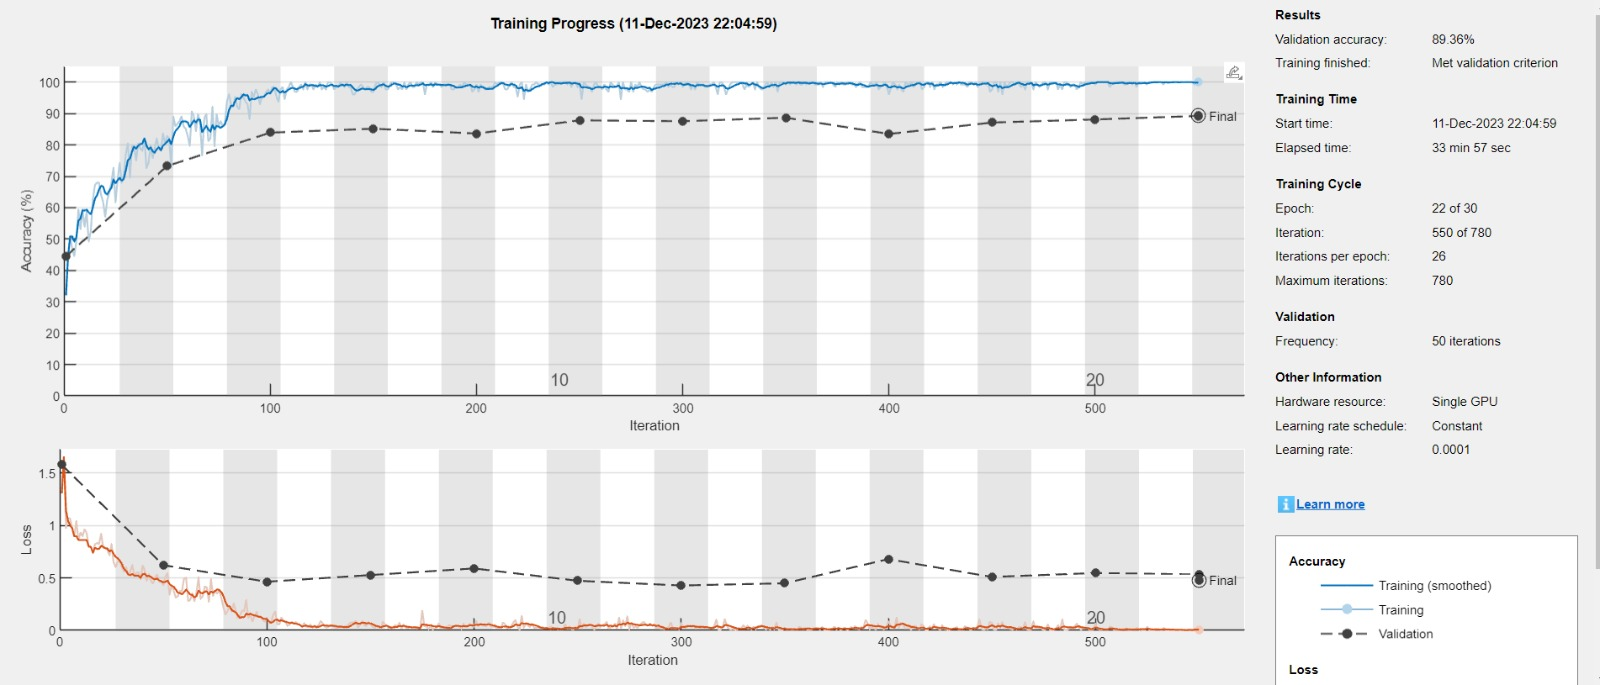 Training Progress (11-Dec-2023 22:04:59)
100
90
80
70
60
50
40
30
20
10
0
Accuracy (%)
Final
10
20
0
100
200
300
400
500
Iteration
1.5
1
0.5
0
Loss
Final
10
20
0
100
200
300
400
500
Iteration
Results
Validation accuracy: 89.36%
Training finished: Met validation criterion
Training Time
Start time: 11-Dec-2023 22:04:59
Elapsed time: 33 min 57 sec
Training Cycle
Epoch: 22 of 30
Iteration: 550 of 780
Iterations per epoch: 26
Maximum iterations: 780
Validation
Frequency: 50 iterations
Other Information
Hardware resource: Single GPU
Learning rate schedule: Constant
Learning rate: 0.0001
i Learn more
Accuracy
Training (smoothed)
Training
Validation
Loss